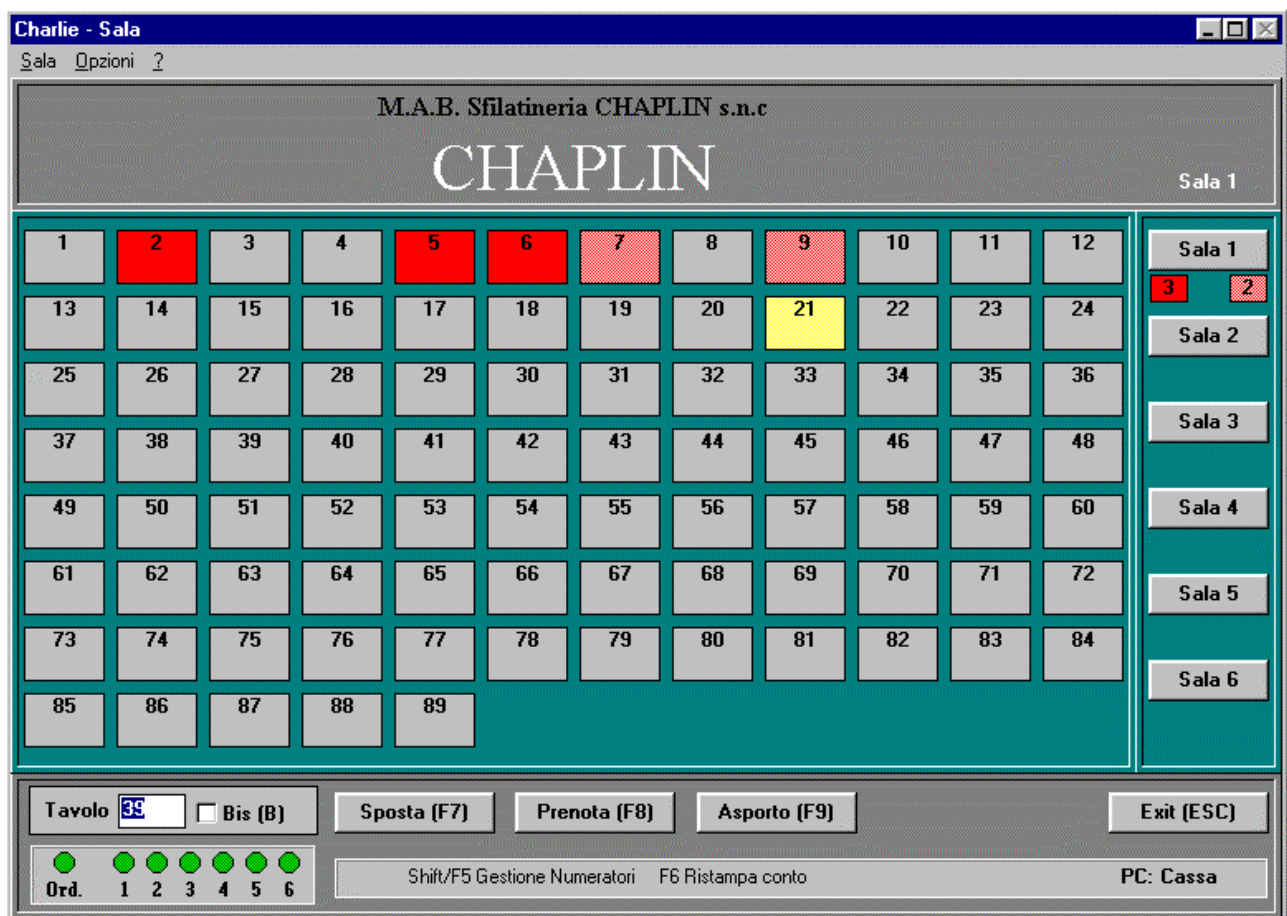 Charlie - Sala
Sala Opzioni ?
M.A.B. Sfilatineria CHAPLIN s.n.c
CHAPLIN
Sala 1
1 2 3 4 5 6 7 8 9 10 11 12
Sala 1
3 2
13 14 15 16 17 18 19 20 21 22 23 24
Sala 2
25 26 27 28 29 30 31 32 33 34 35 36
Sala 3
37 38 39 40 41 42 43 44 45 46 47 48
49 50 51 52 53 54 55 56 57 58 59 60
Sala 4
61 62 63 64 65 66 67 68 69 70 71 72
Sala 5
73 74 75 76 77 78 79 80 81 82 83 84
Sala 6
85 86 87 88 89
Tavolo 39 Bis (B) Sposta (F7) Prenota (F8) Asporto (F9) Exit (ESC)
Ord. 1 2 3 4 5 6
Shift/F5 Gestione Numeratori F6 Ristampa conto PC: Cassa